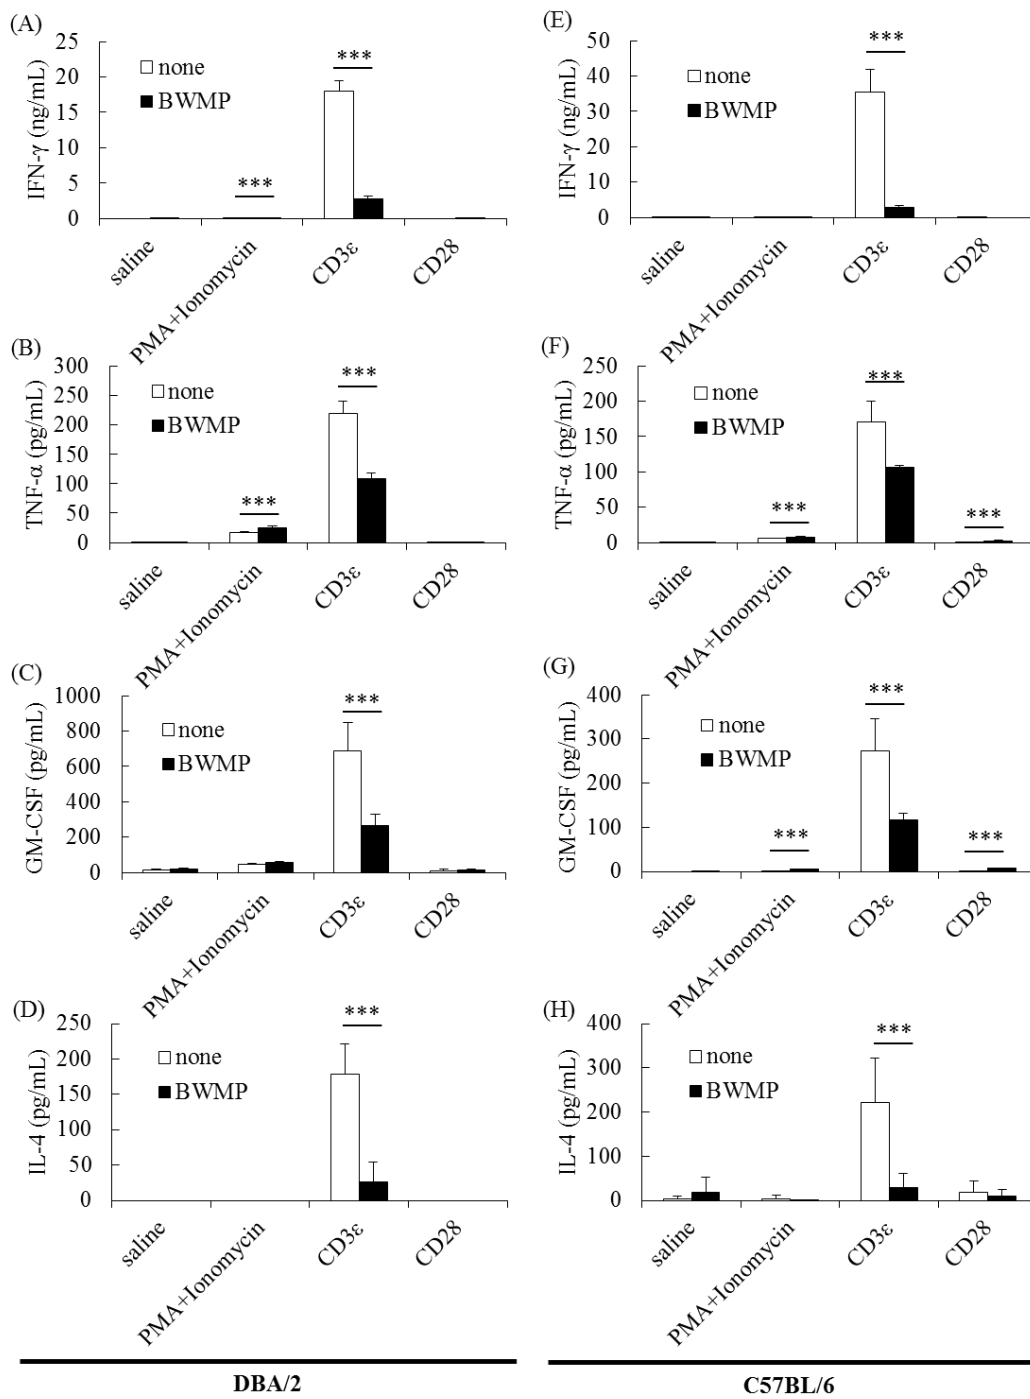 (A)
IFN-γ (ng/mL)
25
20
15
10
5
0
none
BWMP
***
***
saline
PMA+Ionomycin
CD3ε
CD28
(E)
IFN-γ (ng/mL)
50
40
30
20
10
0
none
BWMP
***
saline
PMA+Ionomycin
CD3ε
CD28
(B)
TNF-α (pg/mL)
300
250
200
150
100
50
0
none
BWMP
***
***
saline
PMA+Ionomycin
CD3ε
CD28
(F)
TNF-α (pg/mL)
250
200
150
100
50
0
none
BWMP
***
***
***
saline
PMA+Ionomycin
CD3ε
CD28
(C)
GM-CSF (pg/mL)
1000
800
600
400
200
0
none
BWMP
***
saline
PMA+Ionomycin
CD3ε
CD28
(G)
GM-CSF (pg/mL)
400
300
200
100
0
none
BWMP
***
***
***
saline
PMA+Ionomycin
CD3ε
CD28
(D)
IL-4 (pg/mL)
250
200
150
100
50
0
none
BWMP
***
saline
PMA+Ionomycin
CD3ε
CD28
(H)
IL-4 (pg/mL)
400
300
200
100
0
none
BWMP
***
saline
PMA+Ionomycin
CD3ε
CD28
DBA/2
C57BL/6